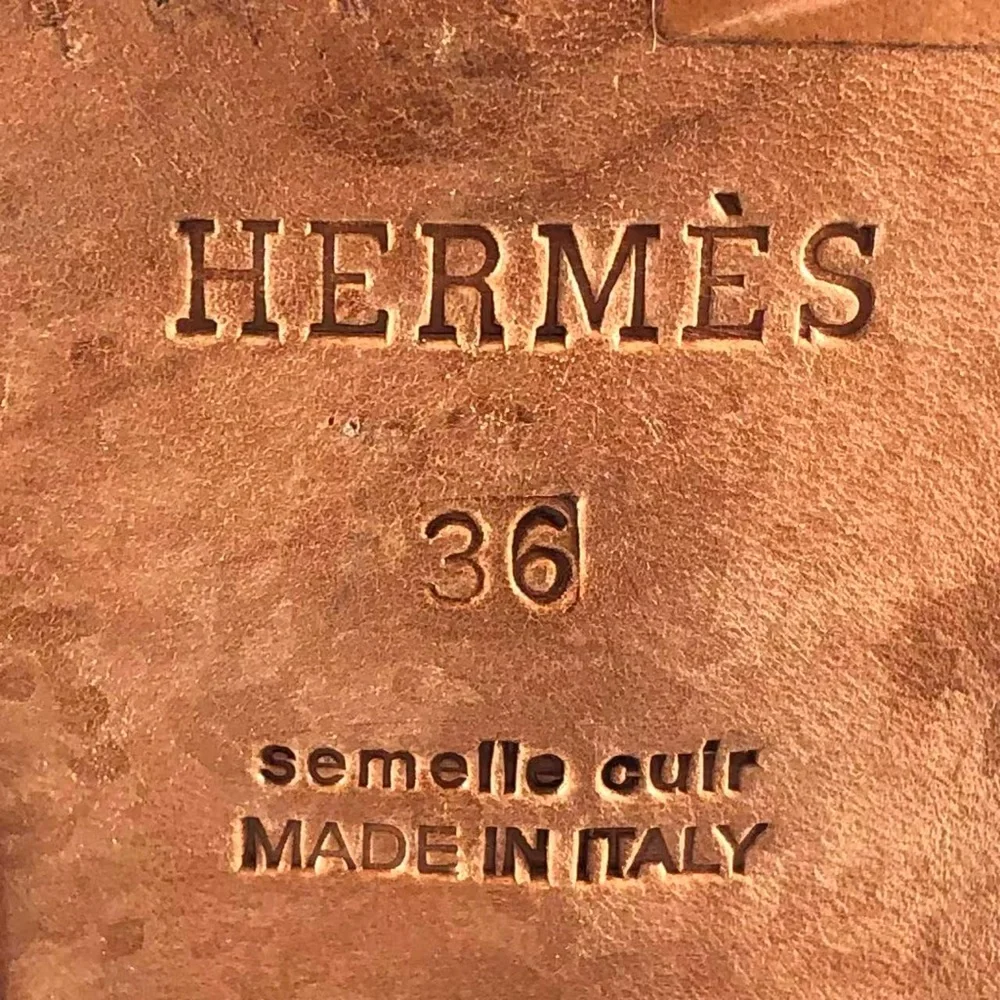 HERMÈS
36
semelle cuir
MADE IN ITALY